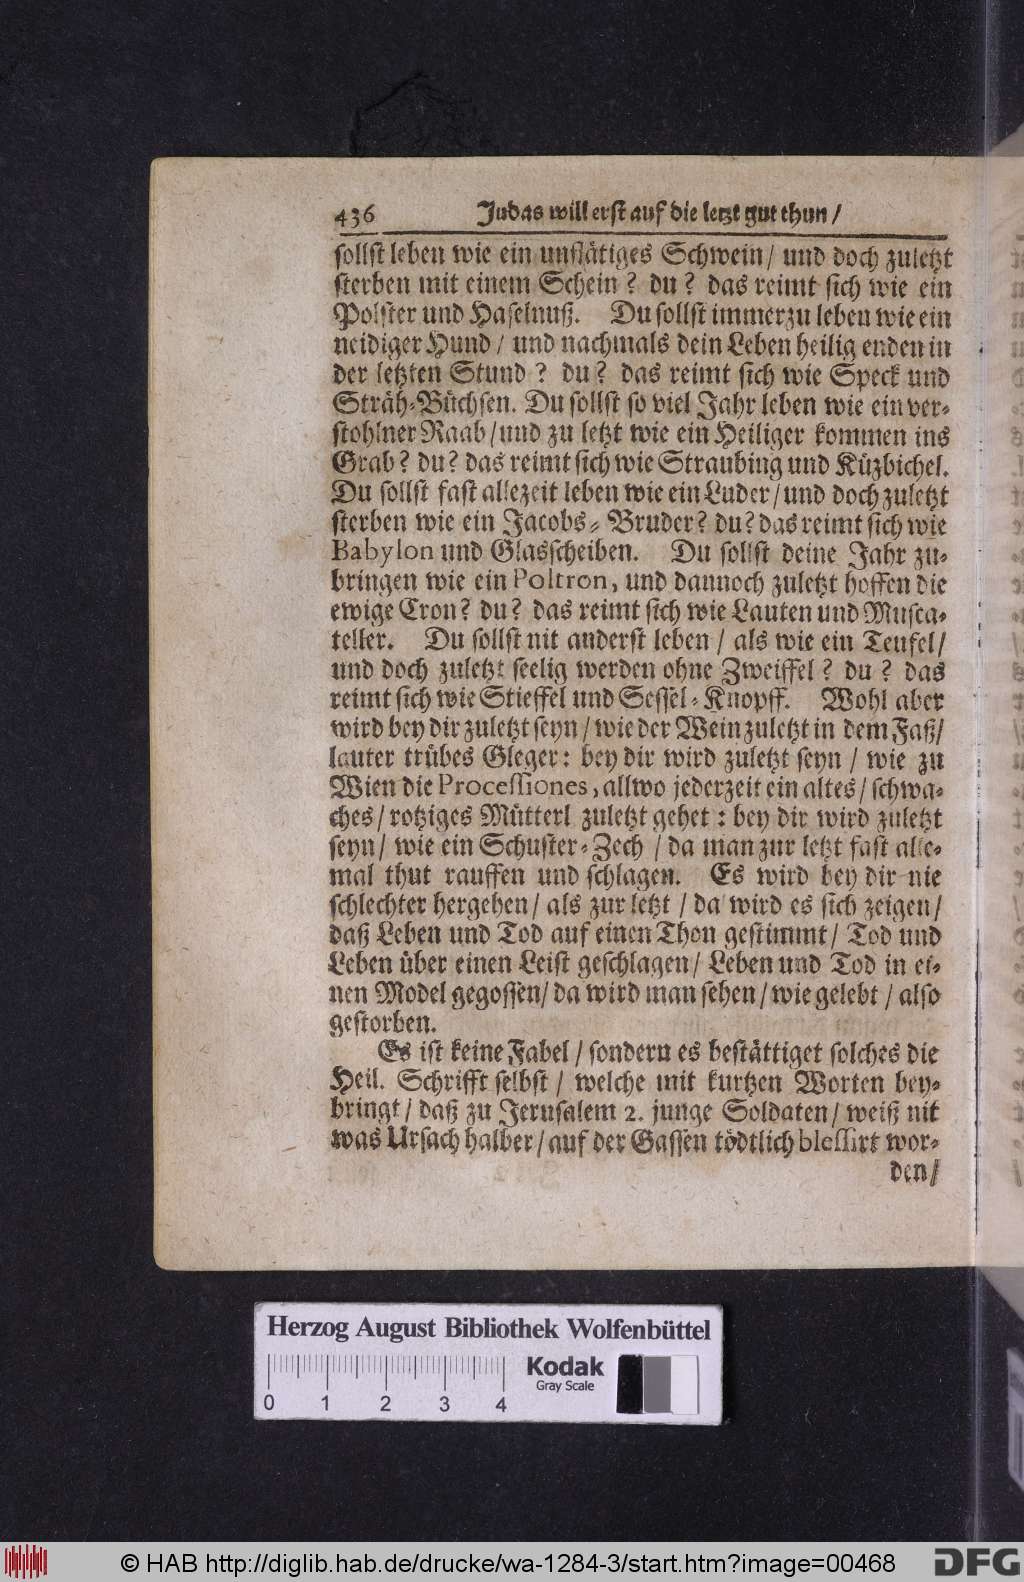 436 Judas will erst auf die letzt gut thun /
sollst leben wie ein unflätiges Schwein / und doch zuletzt
sterben mit einem Schein ? du ? das reimt sich wie ein
Polster und Haselnuß. Du sollst immerzu leben wie ein
neidiger Hund / und nachmals dein Leben heilig enden in
der letzten Stund ? du ? das reimt sich wie Speck und
Sträh-Büchsen. Du sollst so viel Jahr leben wie ein ver-
stohlner Raab / und zu letzt wie ein Heiliger kommen ins
Grab ? du ? das reimt sich wie Straubing und Küzbichel.
Du sollst fast allezeit leben wie ein Luder / und doch zuletzt
sterben wie ein Jacobs-Bruder ? du ? das reimt sich wie
Babylon und Glasscheiben. Du sollst deine Jahr zu-
bringen wie ein Poltron, und dannoch zuletzt hoffen die
ewige Cron ? du ? das reimt sich wie Lauten und Musca-
teller. Du sollst nit anderst leben / als wie ein Teufel /
und doch zuletzt seelig werden ohne Zweiffel ? du ? das
reimt sich wie Stieffel und Sessel-Knopff. Wohl aber
wird bey dir zuletzt seyn / wie der Wein zuletzt in dem Faß /
lauter trübes Gleger : bey dir wird zuletzt seyn / wie zu
Wien die Processiones, allwo jederzeit ein altes / schwa-
ches / rotziges Mütterl zuletzt gehet : bey dir wird zuletzt
seyn / wie ein Schuster-Zech / da man zur letzt fast alle-
mal thut rauffen und schlagen. Es wird bey dir nie
schlechter hergehen / als zur letzt / da wird es sich zeigen /
daß Leben und Tod auf einen Thon gestimmt / Tod und
Leben über einen Leist geschlagen / Leben und Tod in ei-
nen Model gegossen / da wird man sehen / wie gelebt / also
gestorben.
Es ist keine Fabel / sondern es bestättiget solches die
Heil. Schrifft selbst / welche mit kurtzen Worten bey-
bringt / daß zu Jerusalem 2. junge Soldaten / weiß nit
was Ursach halber / auf der Gassen tödtlich blessirt wor-
den /
Herzog August Bibliothek Wolfenbüttel
Kodak
Gray Scale
0 1 2 3 4
© HAB http://diglib.hab.de/drucke/wa-1284-3/start.htm?image=00468
DFG